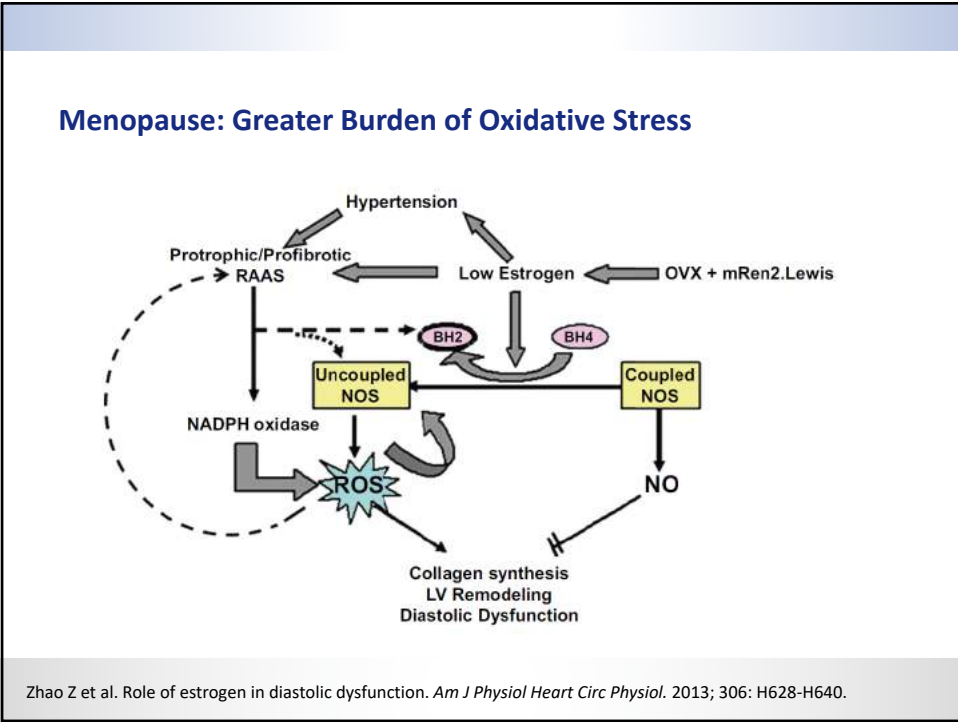 Menopause: Greater Burden of Oxidative Stress
Hypertension
Protrophic/Profibrotic
RAAS
Low Estrogen
OVX + mRen2.Lewis
BH2
BH4
Uncoupled
NOS
Coupled
NOS
NADPH oxidase
ROS
NO
Collagen synthesis
LV Remodeling
Diastolic Dysfunction
Zhao Z et al. Role of estrogen in diastolic dysfunction. Am J Physiol Heart Circ Physiol. 2013; 306: H628-H640.